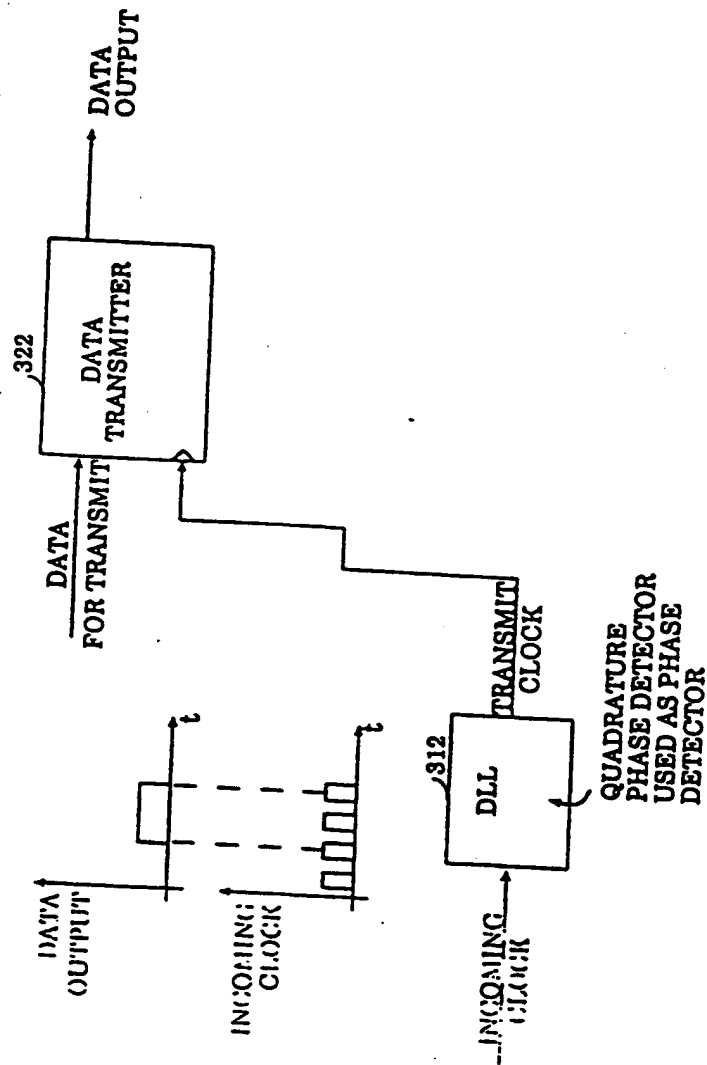 DATA
OUTPUT
322
DATA
TRANSMITTER
DATA
FOR TRANSMIT
DATA
OUTPUT
t
INCOMING
CLOCK
t
TRANSMIT
CLOCK
312
DLL
INCOMING
CLOCK
QUADRATURE
PHASE DETECTOR
USED AS PHASE
DETECTOR